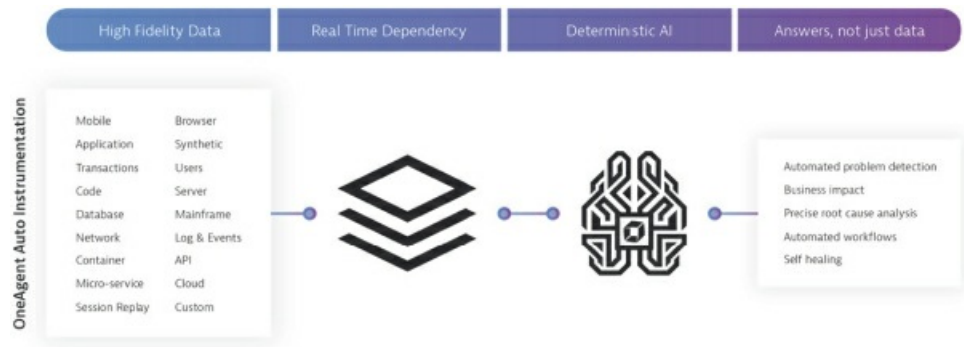 High Fidelity Data
Real Time Dependency
Deterministic AI
Answers, not just data
OneAgent Auto Instrumentation
Mobile
Application
Transactions
Code
Database
Network
Container
Micro-service
Session Replay
Browser
Synthetic
Users
Server
Mainframe
Log & Events
API
Cloud
Custom
Automated problem detection
Business impact
Precise root cause analysis
Automated workflows
Self healing